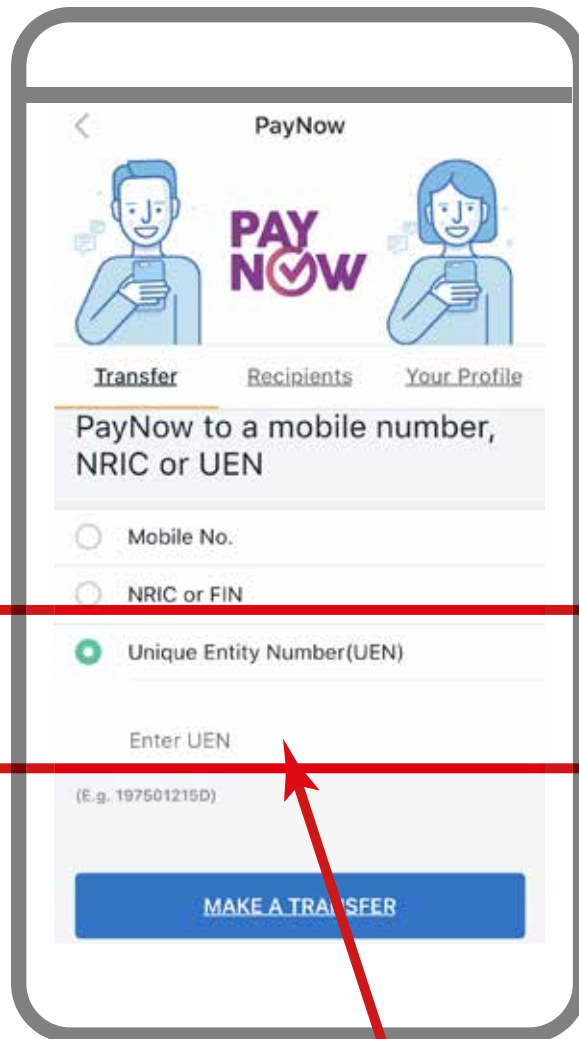 PayNow
PAY
NOW
Transfer Recipients Your Profile
PayNow to a mobile number,
NRIC or UEN
Mobile No.
NRIC or FIN
Unique Entity Number(UEN)
Enter UEN
(E.g. 197501215D)
MAKE A TRANSFER